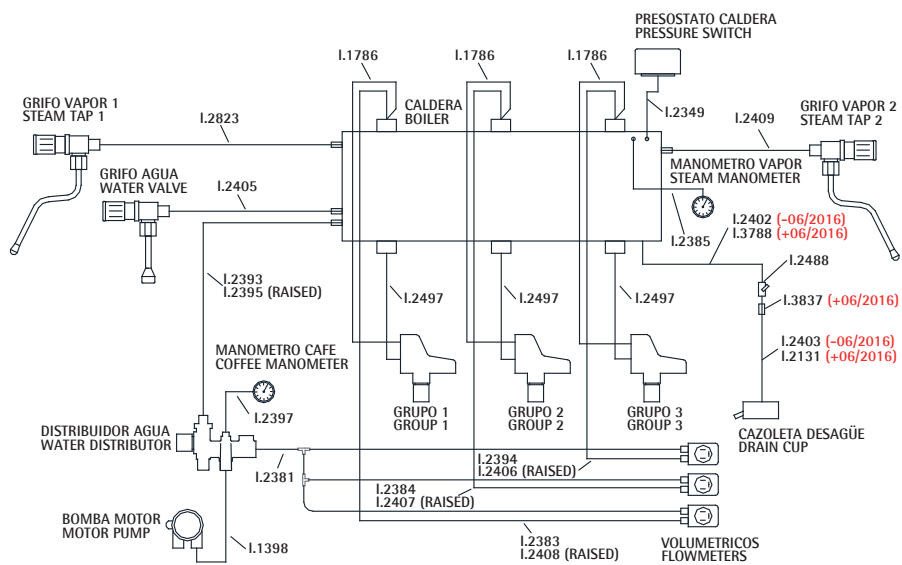 PRESOSTATO CALDERA
PRESSURE SWITCH
I.1786
I.1786
I.1786
GRIFO VAPOR 1
STEAM TAP 1
I.2823
CALDERA
BOILER
I.2349
I.2409
GRIFO VAPOR 2
STEAM TAP 2
GRIFO AGUA
WATER VALVE
I.2405
MANOMETRO VAPOR
STEAM MANOMETER
I.2385
I.2402 (-06/2016)
I.3788 (+06/2016)
I.2488
I.2393
I.2395 (RAISED)
I.2497
I.2497
I.2497
I.3837 (+06/2016)
I.2403 (-06/2016)
I.2131 (+06/2016)
MANOMETRO CAFE
COFFEE MANOMETER
I.2397
GRUPO 1
GROUP 1
GRUPO 2
GROUP 2
GRUPO 3
GROUP 3
CAZOLETA DESAGÜE
DRAIN CUP
DISTRIBUIDOR AGUA
WATER DISTRIBUTOR
I.2381
I.2394
I.2406 (RAISED)
I.2384
I.2407 (RAISED)
BOMBA MOTOR
MOTOR PUMP
I.1398
I.2383
I.2408 (RAISED)
VOLUMETRICOS
FLOWMETERS